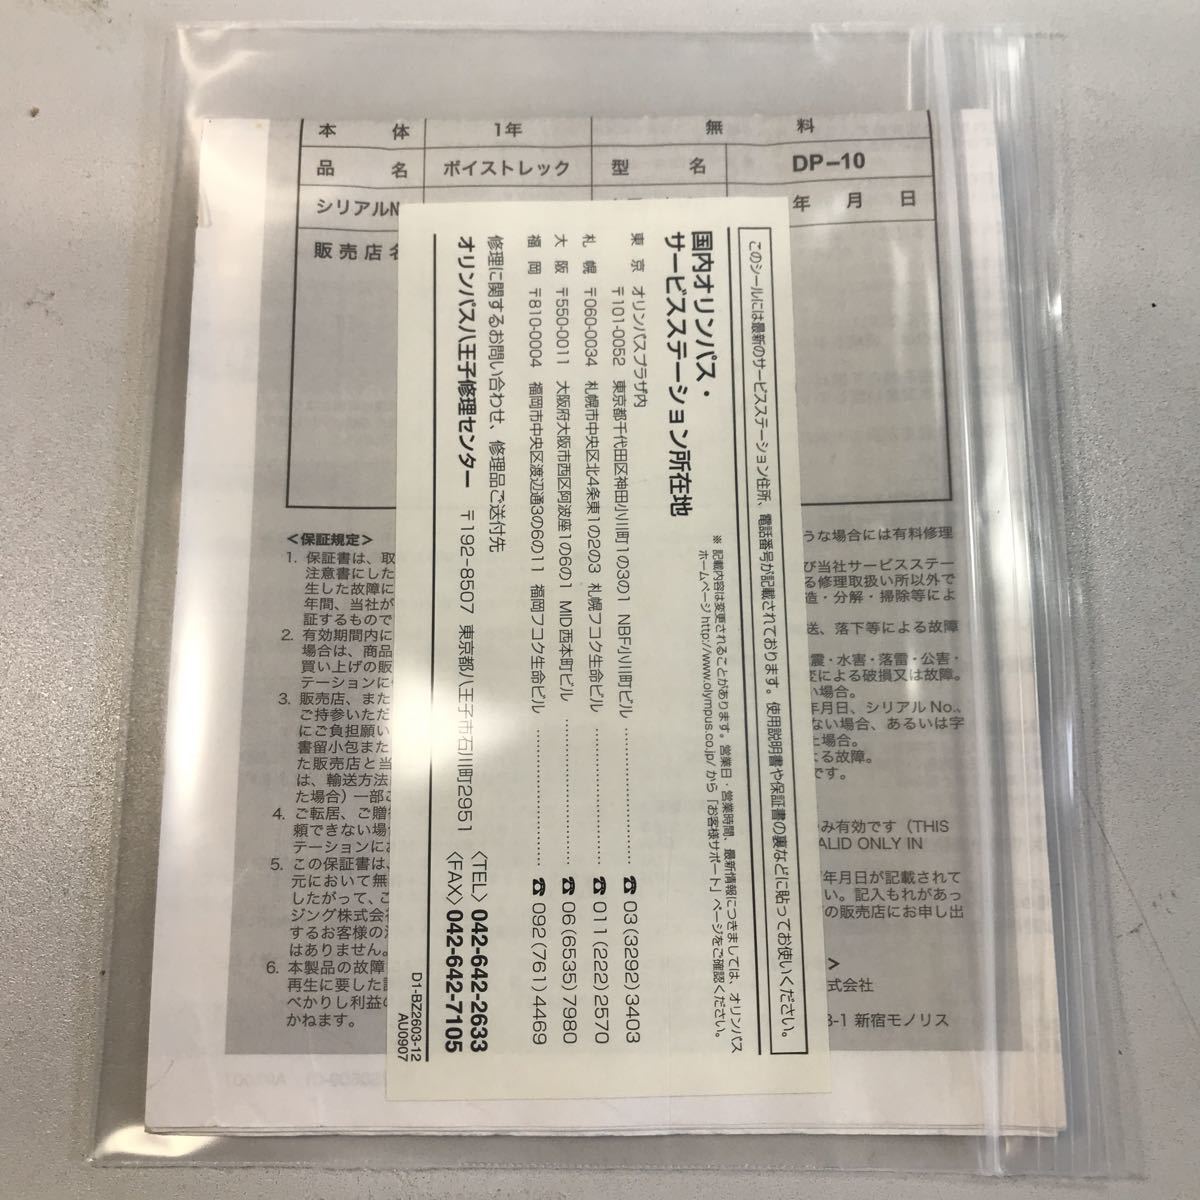 本体 1年 無料
品名 ボイストレック 型名 DP-10
シリアルN
年 月 日
販売店名
このシールには最新のサービスステーション住所、電話番号が記載されております。使用説明書や保証書の裏などに貼ってお使いください。
国内オリンパス・
サービスステーション所在地
※ 記載内容は変更されることがあります。営業日・営業時間、最新情報につきましては、オリンパス
ホームページ http://www.olympus.co.jp/ から「お客様サポート」ページをご確認ください。
東京 オリンパスプラザ内
〒101-0052 東京都千代田区神田小川町1の3の1 NBF小川町ビル ☎ 03(3292)3403
札幌 〒060-0034 札幌市中央区北4条東1の2の3 札幌フコク生命ビル ☎ 011(222)2570
大阪 〒550-0011 大阪府大阪市西区阿波座1の6の1 MID西本町ビル ☎ 06(6535)7980
福岡 〒810-0004 福岡市中央区渡辺通3の6の11 福岡フコク生命ビル ☎ 092(761)4469
修理に関するお問い合わせ、修理品ご送付先
オリンパス八王子修理センター 〒192-8507 東京都八王子市石川町2951 〈TEL〉042-642-2633
〈FAX〉042-642-7105
D1-BZ2603-12
AU0907
＜保証規定＞
1. 保証書は、取
注意書にした
生した故障に
年間、当社が
証するもので
2. 有効期間内に
場合は、商品
買い上げの販
テーションに
3. 販売店、また
ご持参いただ
にご負担願い
書留小包また
た販売店と当
は、輸送方法
た場合）一部
4. ご転居、ご贈
頼できない場
テーションにお
5. この保証書は、
元において無
したがって、こ
ジング株式会
するお客様の
はありません。
6. 本製品の故障
再生に要した
べかりし利益の
かねます。
うな場合には有料修理
び当社サービスステー
る修理取扱い所以外で
造・分解・掃除等によ
送、落下等による故障
震・水害・落雷・公害・
変による破損又は故障。
い場合。
年月日、シリアル No.、
ない場合、あるいは字
た場合。
よる故障。
です。
み有効です（THIS
ALID ONLY IN
年月日が記載されて
い。記入もれがあっ
の販売店にお申し出
＞
式会社
3-1 新宿モノリス